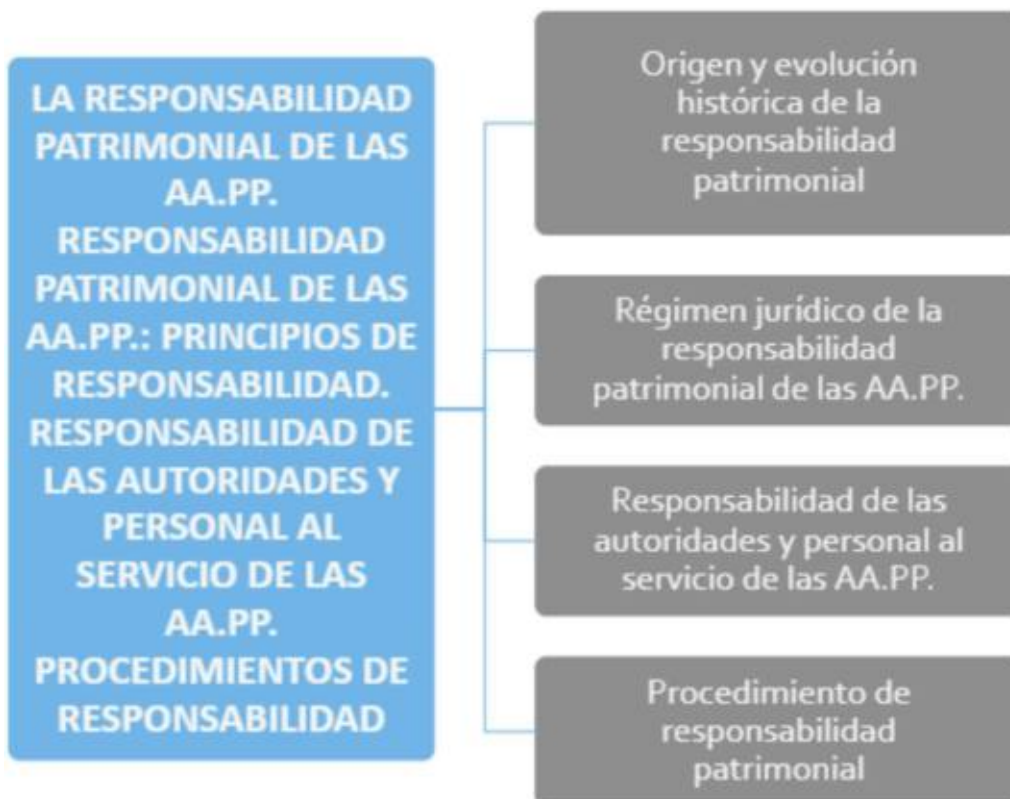 LA RESPONSABILIDAD
PATRIMONIAL DE LAS
AA.PP.
RESPONSABILIDAD
PATRIMONIAL DE LAS
AA.PP.: PRINCIPIOS DE
RESPONSABILIDAD.
RESPONSABILIDAD DE
LAS AUTORIDADES Y
PERSONAL AL
SERVICIO DE LAS
AA.PP.
PROCEDIMIENTOS DE
RESPONSABILIDAD
Origen y evolución
histórica de la
responsabilidad
patrimonial
Régimen jurídico de la
responsabilidad
patrimonial de las AA.PP.
Responsabilidad de las
autoridades y personal al
servicio de las AA.PP.
Procedimiento de
responsabilidad
patrimonial